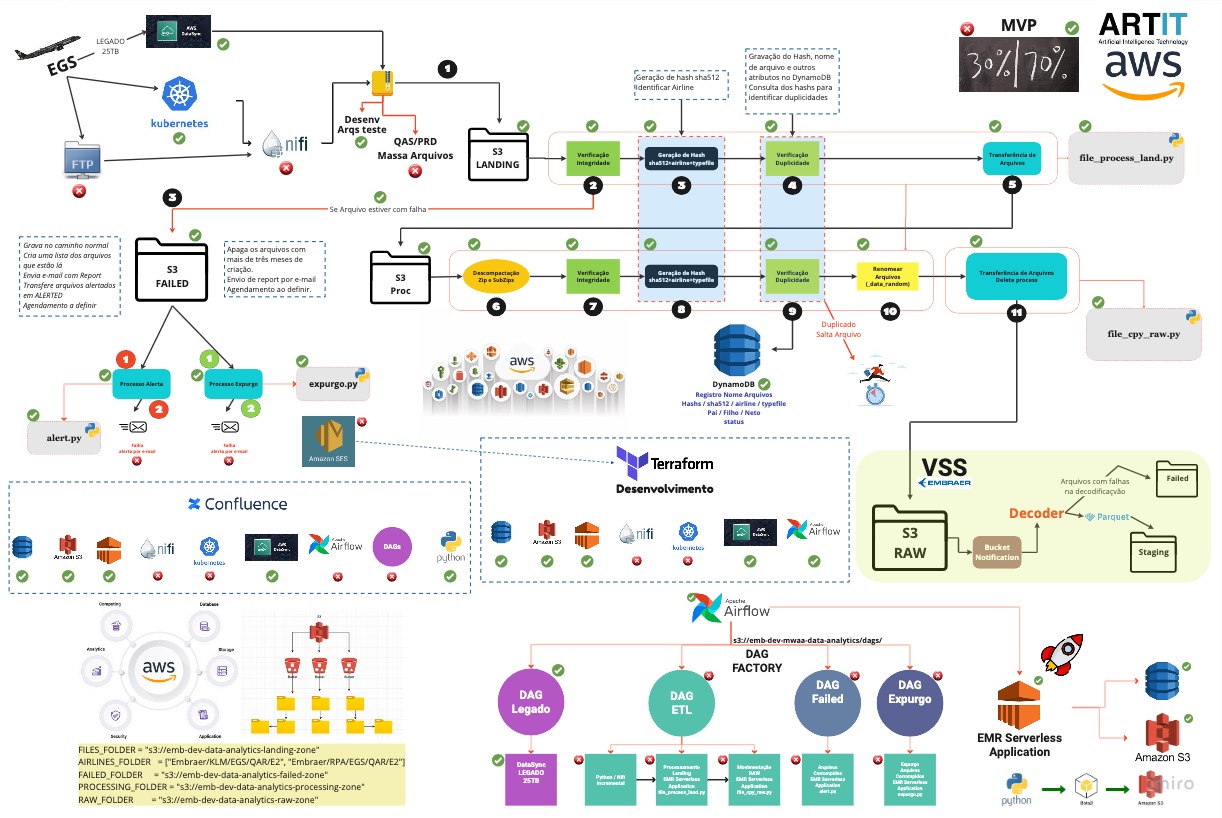 LEGADO
25TB
EGS
AWS
DataSync
kubernetes
FTP
nifi
Desenv
Arqs teste
QAS/PRD
Massa Arquivos
1
S3
LANDING
Geração de hash sha512
Identificar Airline
Gravação do Hash, nome
de arquivo e outros
atributos no DynamoDB
Consulta dos hashs para
identificar duplicidades
MVP
30%|70%
ARTIT
Artificial Intelligence Technology
aws
Verificação
Integridade
Geração de Hash
sha512+airline+typefile
Verificação
Duplicidade
Transferência de
Arquivos
file_process_land.py
2
3
4
5
3
Se Arquivo estiver com falha
Grava no caminho normal
Cria uma lista dos arquivos
que estão lá
Envia e-mail com Report
Transfere arquivos alertados
em ALERTED
Agendamento a definir
S3
FAILED
Apaga os arquivos com
mais de três meses de
criação.
Envio de report por e-mail
Agendamento ao definir.
S3
Proc
Descompactação
Zip e SubZips
Verificação
Integridade
Geração de Hash
sha512+airline+typefile
Verificação
Duplicidade
Renomear
Arquivos
(_data_random)
Transferência de Arquivos
Delete process
6
7
8
9
10
11
file_cpy_raw.py
Duplicado
Salta Arquivo
1
1
Processo Alerta
Processo Expurgo
expurgo.py
2
2
alert.py
falha
alerta por e-mail
falha
alerta por e-mail
Amazon SES
aws
DynamoDB
Registro Nome Arquivos
Hashs / sha512 / airline / typefile
Pai / Filho / Neto
status
Confluence
Amazon S3
nifi
kubernetes
AWS
DataSync
Apache
Airflow
DAGs
python
Terraform
Desenvolvimento
Amazon S3
nifi
kubernetes
AWS
DataSync
Apache
Airflow
VSS
EMBRAER
S3
RAW
Bucket
Notification
Decoder
Arquivos com falhas
na decodificaçvão
Parquet
Failed
Staging
Computing
Database
Analytics
Storage
aws
Security
Application
S3
Bucket
Bucket
Bucket
FILES_FOLDER = "s3://emb-dev-data-analytics-landing-zone"
AIRLINES_FOLDER = ["Embraer/KLM/EGS/QAR/E2", "Embraer/RPA/EGS/QAR/E2"]
FAILED_FOLDER = "s3://emb-dev-data-analytics-failed-zone"
PROCESSING_FOLDER = "s3://emb-dev-data-analytics-processing-zone"
RAW_FOLDER = "s3://emb-dev-data-analytics-raw-zone"
Apache
Airflow
s3://emb-dev-mwaa-data-analytics/dags/
DAG
FACTORY
DAG
Legado
DAG
ETL
DAG
Failed
DAG
Expurgo
DataSync
LEGADO
25TB
Python / Nifi
Incremental
Processamento
Landing
EMR Serverless
Application
file_process_land.py
Movimentação
RAW
EMR Serverless
Application
file_cpy_raw.py
Arquivos
Corrompidos
EMR Serverless
Application
alert.py
Expurgo
Arquivos
Corrompidos
EMR Serverless
Application
expurgo.py
EMR Serverless
Application
Amazon S3
python
Boto3
Amazon S3
miro